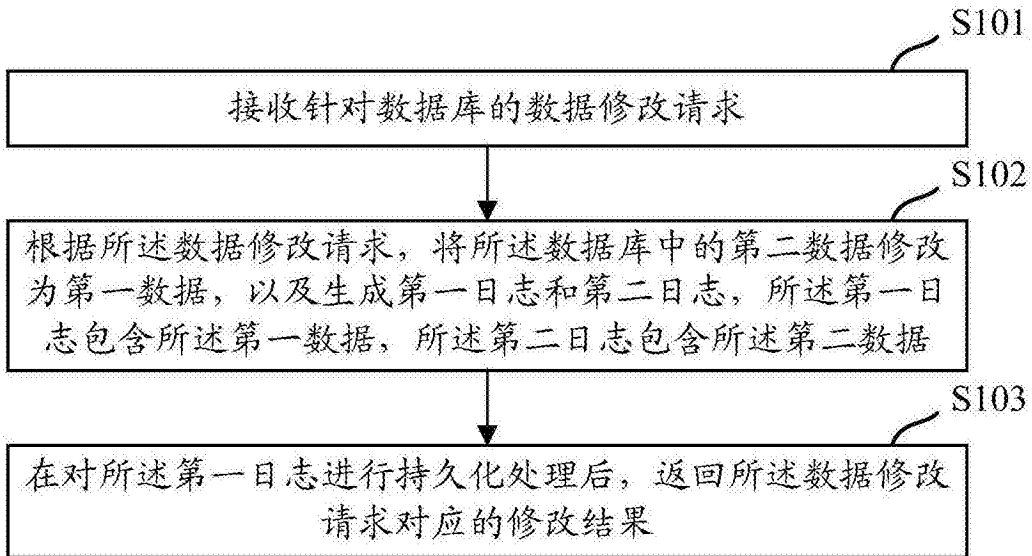 S101
接收针对数据库的数据修改请求
S102
根据所述数据修改请求，将所述数据库中的第二数据修改
为第一数据，以及生成第一日志和第二日志，所述第一日
志包含所述第一数据，所述第二日志包含所述第二数据
S103
在对所述第一日志进行持久化处理后，返回所述数据修改
请求对应的修改结果